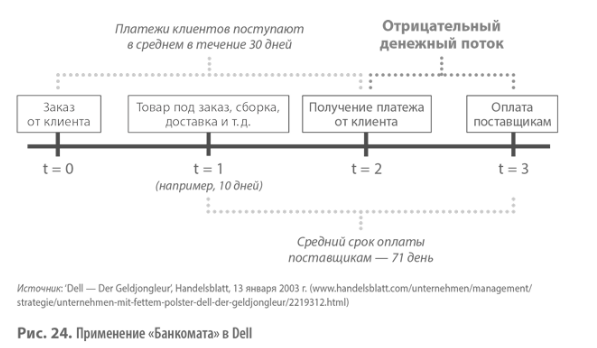 Платежи клиентов поступают
в среднем в течение 30 дней
Отрицательный
денежный поток
Заказ
от клиента
Товар под заказ, сборка,
доставка и т. д.
Получение платежа
от клиента
Оплата
поставщикам
t = 0
t = 1
(например, 10 дней)
t = 2
t = 3
Средний срок оплаты
поставщикам — 71 день
Источник: ‘Dell — Der Geldjongleur’, Handelsblatt, 13 января 2003 г. (www.handelsblatt.com/unternehmen/management/
strategie/unternehmen-mit-fettem-polster-dell-der-geldjongleur/2219312.html)
Рис. 24. Применение «Банкомата» в Dell